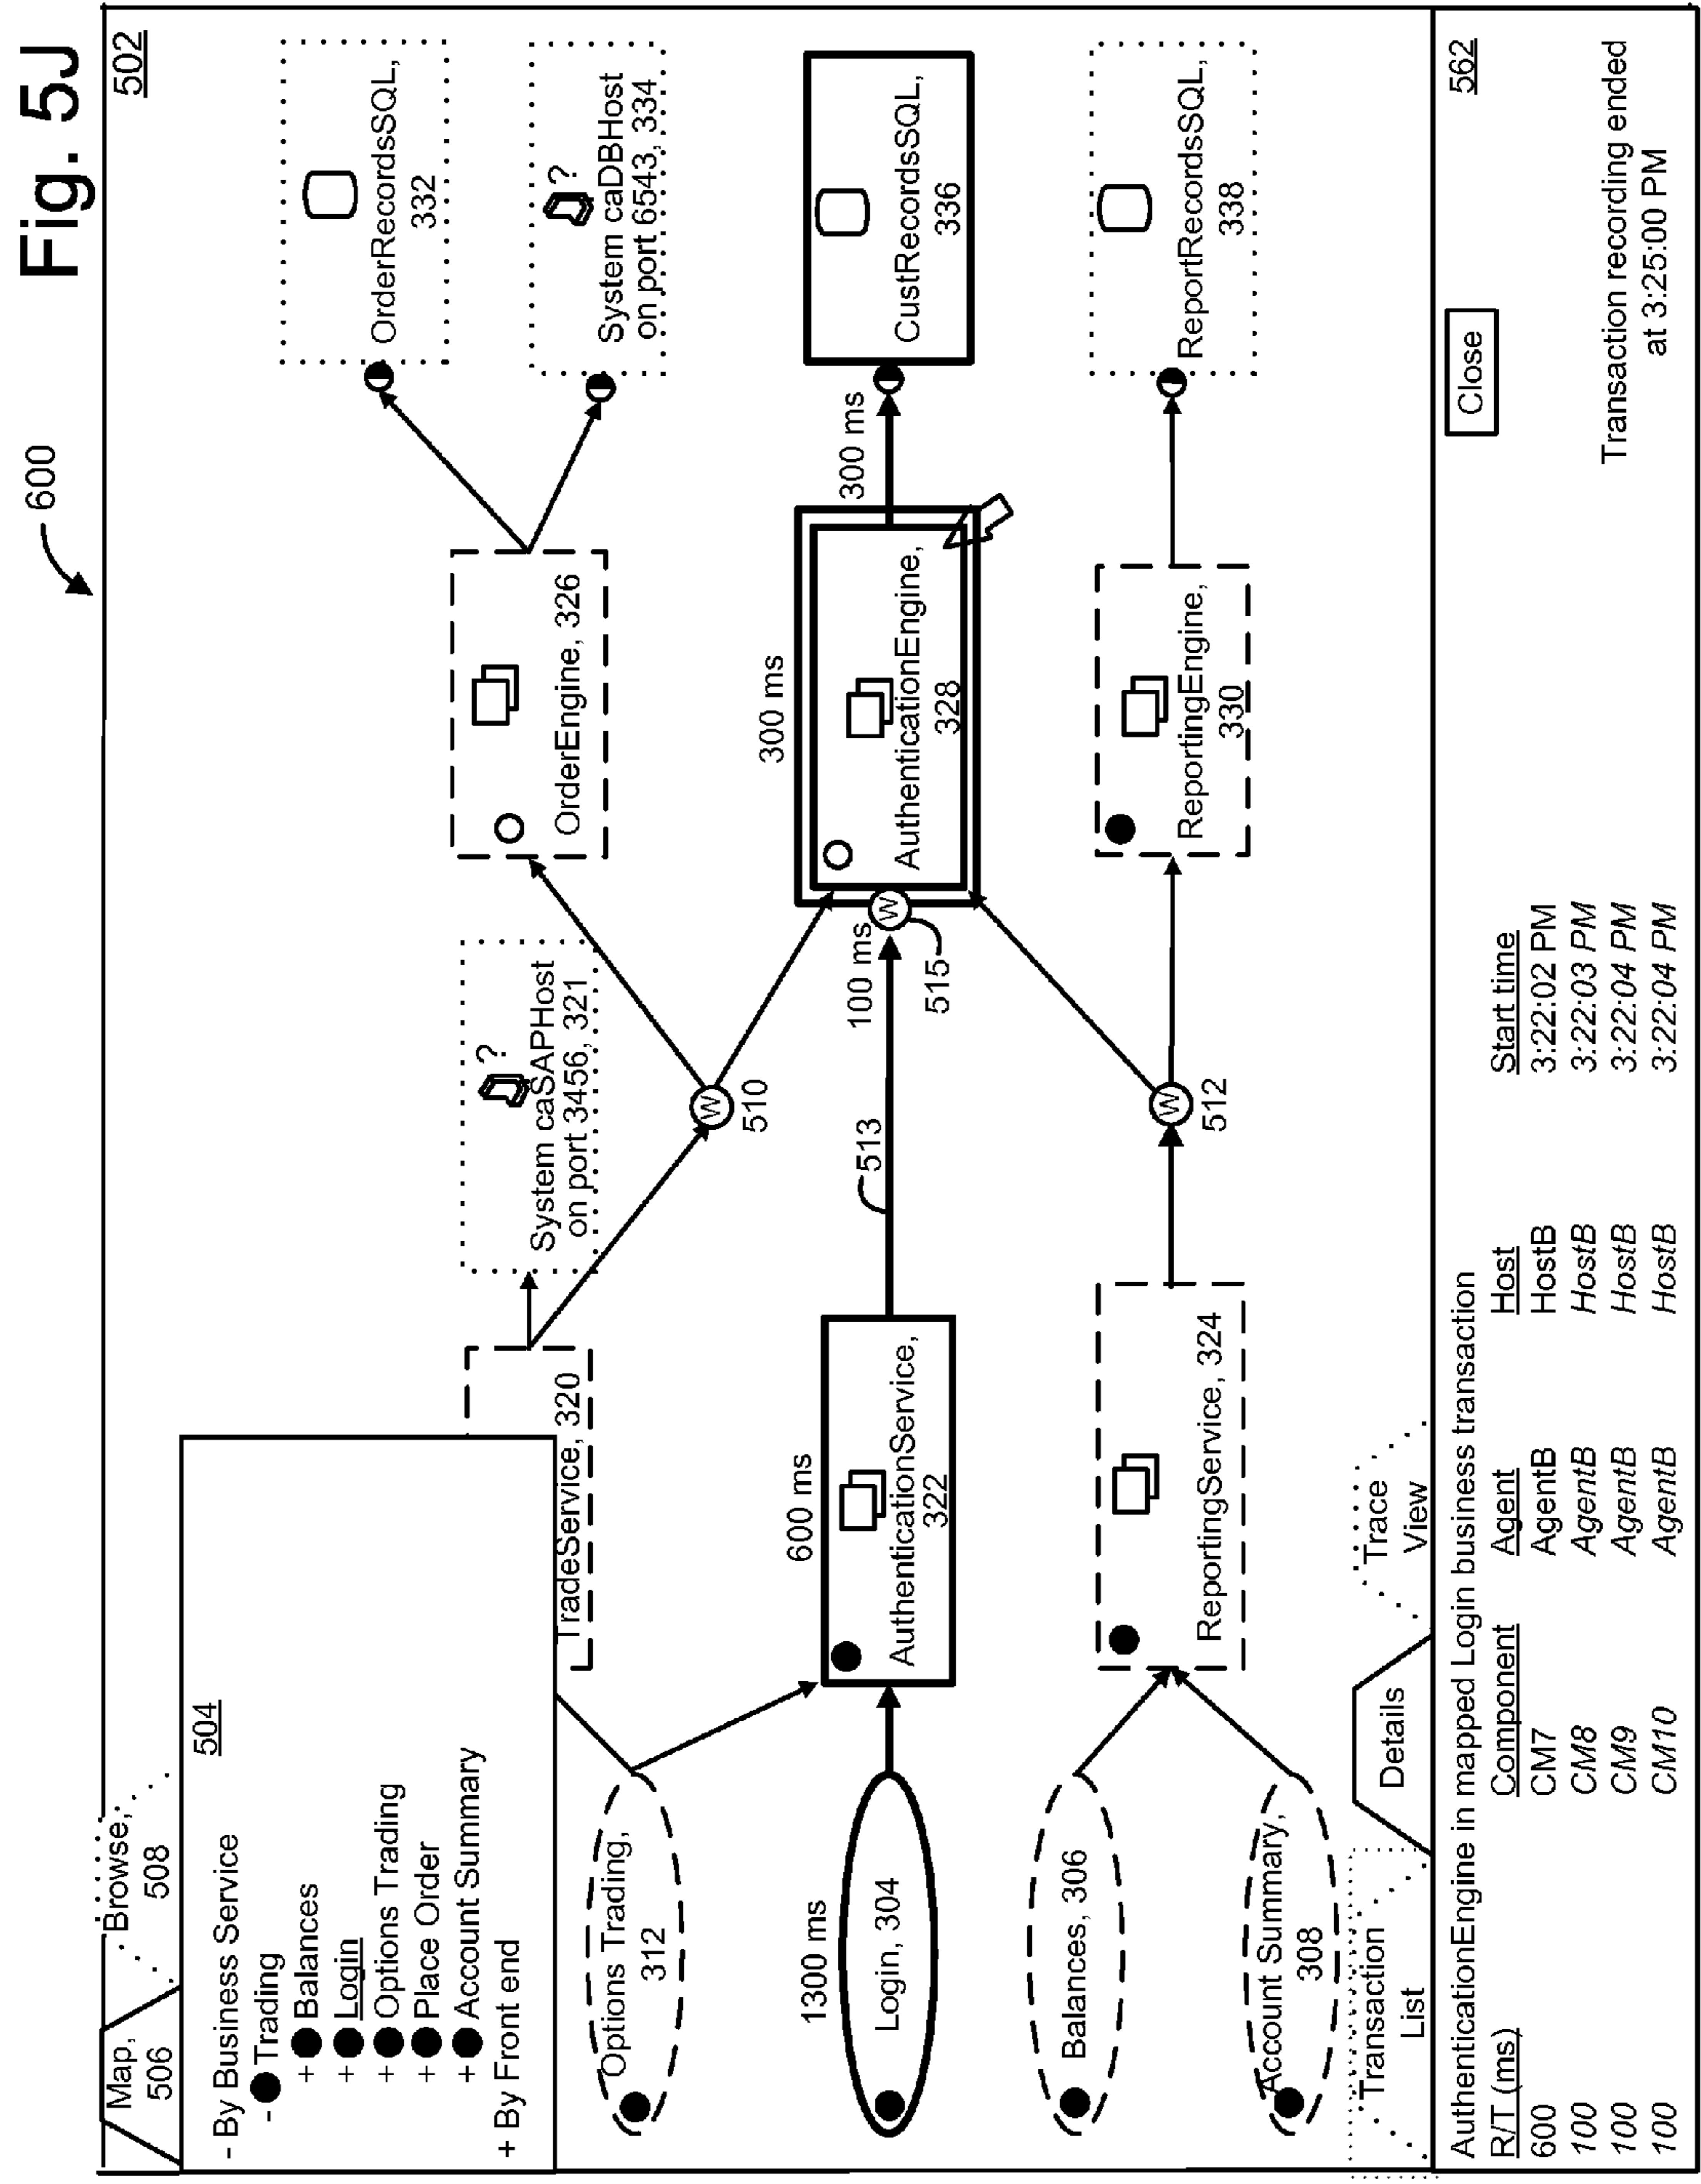 Fig. 5J
600
502
Map,
506
Browse,
508
504
- By Business Service
- Trading
+ Balances
+ Login
+ Options Trading
+ Place Order
+ Account Summary
+ By Front end
TradeService, 320
System caSAPHost
on port 3456, 321
?
OrderEngine, 326
OrderRecordsSQL,
332
?
System caDBHost
on port 6543, 334
W
510
Options Trading,
312
1300 ms
Login, 304
600 ms
AuthenticationService,
322
513
100 ms
W
515
300 ms
AuthenticationEngine,
328
300 ms
CustRecordsSQL,
336
Balances, 306
Account Summary,
308
ReportingService, 324
W
512
ReportingEngine,
330
ReportRecordsSQL,
338
Transaction
List
Details
Trace
View
562
AuthenticationEngine in mapped Login business transaction
Close
R/T (ms) Component Agent Host Start time
600 CM7 AgentB HostB 3:22:02 PM
100 CM8 AgentB HostB 3:22:03 PM
100 CM9 AgentB HostB 3:22:04 PM
100 CM10 AgentB HostB 3:22:04 PM
Transaction recording ended
at 3:25:00 PM